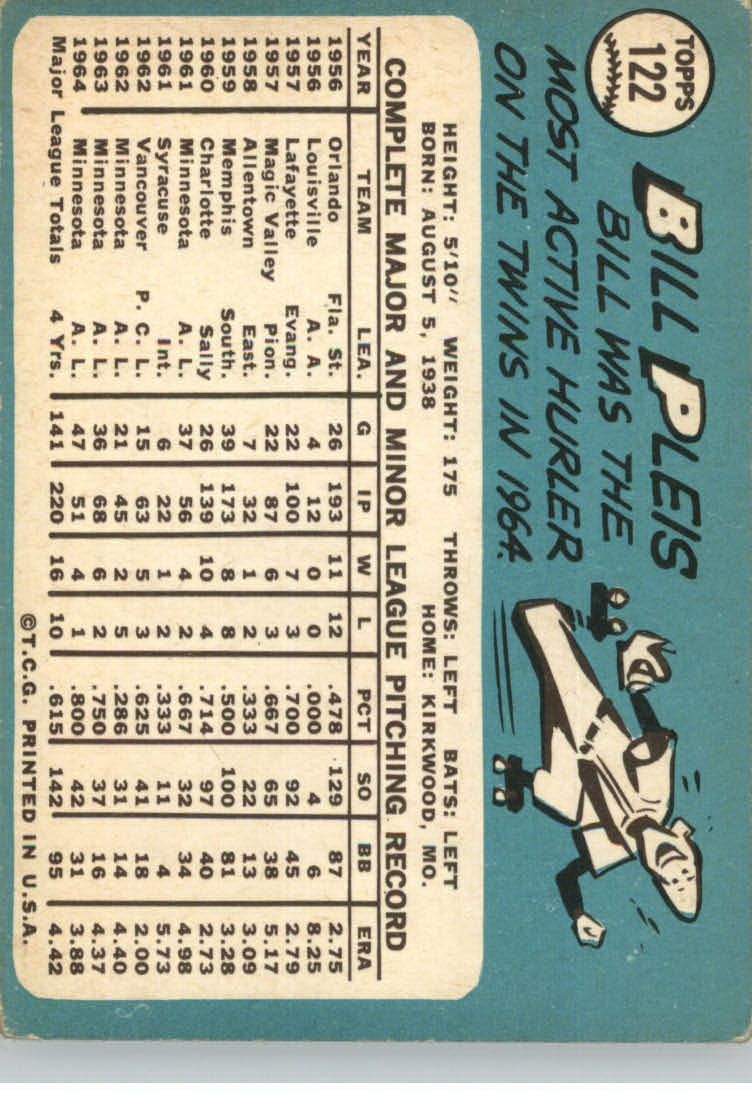 TOPPS
122
BILL PLEIS
BILL WAS THE
MOST ACTIVE HURLER
ON THE TWINS IN 1964.
HEIGHT: 5'10" WEIGHT: 175 THROWS: LEFT BATS: LEFT
BORN: AUGUST 5, 1938 HOME: KIRKWOOD, MO.
COMPLETE MAJOR AND MINOR LEAGUE PITCHING RECORD
YEAR TEAM LEA. G IP W L PCT SO BB ERA
1956 Orlando Fla. St. 26 193 11 12 .478 129 87 2.75
1956 Louisville A. A. 4 12 0 0 .000 4 6 8.25
1957 Lafayette Evang. 22 100 7 3 .700 92 45 2.79
1957 Magic Valley Pion. 22 87 6 3 .667 65 38 5.17
1958 Allentown East. 7 32 1 2 .333 22 13 3.09
1959 Memphis South. 39 173 8 8 .500 100 81 3.28
1960 Charlotte Sally 26 139 10 4 .714 97 40 2.73
1961 Minnesota A. L. 37 56 4 2 .667 32 34 4.98
1961 Syracuse Int. 6 22 1 2 .333 11 4 5.73
1962 Vancouver P. C. L. 15 63 5 3 .625 41 18 2.00
1962 Minnesota A. L. 21 45 2 5 .286 31 14 4.40
1963 Minnesota A. L. 36 68 6 2 .750 37 16 4.37
1964 Minnesota A. L. 47 51 4 1 .800 42 31 3.88
Major League Totals 4 Yrs. 141 220 16 10 .615 142 95 4.42
©T.C.G. PRINTED IN U.S.A.